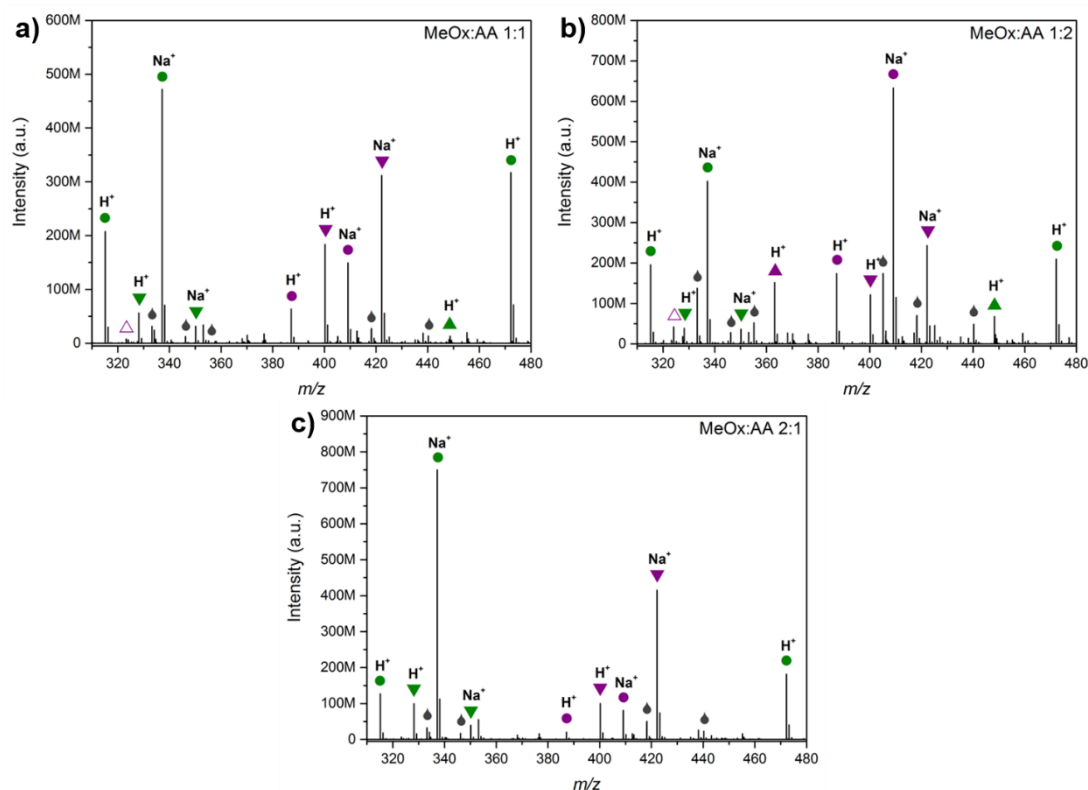 a)
MeOx:AA 1:1
600M
500M
400M
300M
200M
100M
0
Intensity (a.u.)
H⁺
H⁺
Na⁺
Na⁺
H⁺
H⁺
Na⁺
Na⁺
H⁺
H⁺
320 340 360 380 400 420 440 460 480
m/z
b)
MeOx:AA 1:2
800M
700M
600M
500M
400M
300M
200M
100M
0
Intensity (a.u.)
H⁺
H⁺
Na⁺
Na⁺
H⁺
H⁺
H⁺
Na⁺
Na⁺
H⁺
H⁺
320 340 360 380 400 420 440 460 480
m/z
c)
MeOx:AA 2:1
900M
800M
700M
600M
500M
400M
300M
200M
100M
0
Intensity (a.u.)
H⁺
H⁺
Na⁺
Na⁺
H⁺
H⁺
Na⁺
Na⁺
H⁺
320 340 360 380 400 420 440 460 480
m/z